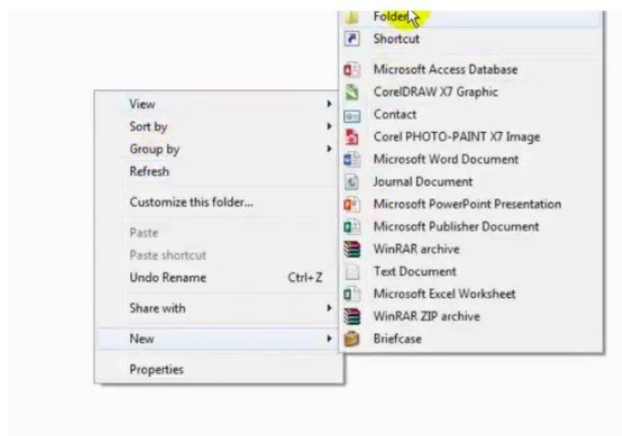 View
Sort by
Group by
Refresh
Customize this folder...
Paste
Paste shortcut
Undo Rename Ctrl+Z
Share with
New
Properties
Folder
Shortcut
Microsoft Access Database
CorelDRAW X7 Graphic
Contact
Corel PHOTO-PAINT X7 Image
Microsoft Word Document
Journal Document
Microsoft PowerPoint Presentation
Microsoft Publisher Document
WinRAR archive
Text Document
Microsoft Excel Worksheet
WinRAR ZIP archive
Briefcase